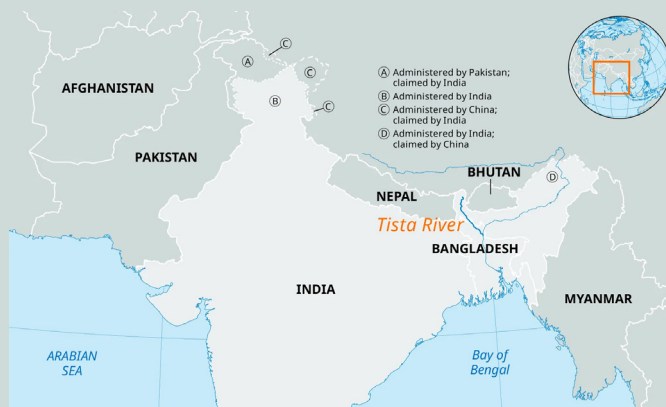 Ⓒ
Ⓐ
Ⓒ
Ⓑ
Ⓒ
Ⓐ Administered by Pakistan;
claimed by India
Ⓑ Administered by India
Ⓒ Administered by China;
claimed by India
Ⓓ Administered by India;
claimed by China
AFGHANISTAN
PAKISTAN
BHUTAN
Ⓓ
NEPAL
Tista River
BANGLADESH
INDIA
MYANMAR
ARABIAN
SEA
Bay of
Bengal